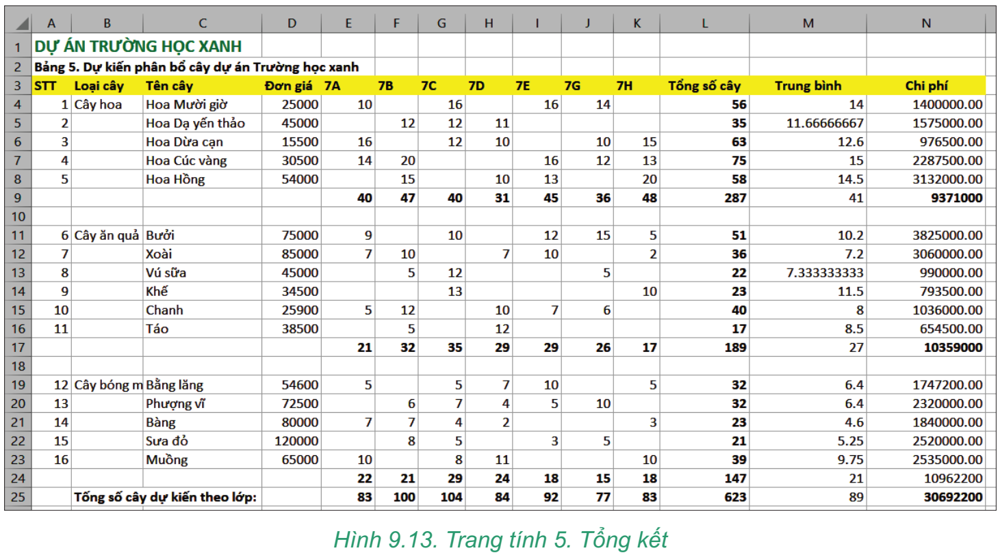 A B C D E F G H I J K L M N
1 DỰ ÁN TRƯỜNG HỌC XANH
2 Bảng 5. Dự kiến phân bổ cây dự án Trường học xanh
3 STT Loại cây Tên cây Đơn giá 7A 7B 7C 7D 7E 7G 7H Tổng số cây Trung bình Chi phí
4 1 Cây hoa Hoa Mười giờ 25000 10 16 16 14 56 14 1400000.00
5 2 Hoa Dạ yến thảo 45000 12 12 11 35 11.66666667 1575000.00
6 3 Hoa Dừa cạn 15500 16 12 10 10 15 63 12.6 976500.00
7 4 Hoa Cúc vàng 30500 14 20 16 12 13 75 15 2287500.00
8 5 Hoa Hồng 54000 15 10 13 20 58 14.5 3132000.00
9 40 47 40 31 45 36 48 287 41 9371000
10
11 6 Cây ăn quả Bưởi 75000 9 10 12 15 5 51 10.2 3825000.00
12 7 Xoài 85000 7 10 7 10 2 36 7.2 3060000.00
13 8 Vú sữa 45000 5 12 5 22 7.333333333 990000.00
14 9 Khế 34500 13 10 23 11.5 793500.00
15 10 Chanh 25900 5 12 10 7 6 40 8 1036000.00
16 11 Táo 38500 5 12 17 8.5 654500.00
17 21 32 35 29 29 26 17 189 27 10359000
18
19 12 Cây bóng m Bằng lăng 54600 5 5 7 10 5 32 6.4 1747200.00
20 13 Phượng vĩ 72500 6 7 4 5 10 32 6.4 2320000.00
21 14 Bàng 80000 7 7 4 2 3 23 4.6 1840000.00
22 15 Sưa đỏ 120000 8 5 3 5 21 5.25 2520000.00
23 16 Muồng 65000 10 8 11 10 39 9.75 2535000.00
24 22 21 29 24 18 15 18 147 21 10962200
25 Tổng số cây dự kiến theo lớp: 83 100 104 84 92 77 83 623 89 30692200
Hình 9.13. Trang tính 5. Tổng kết